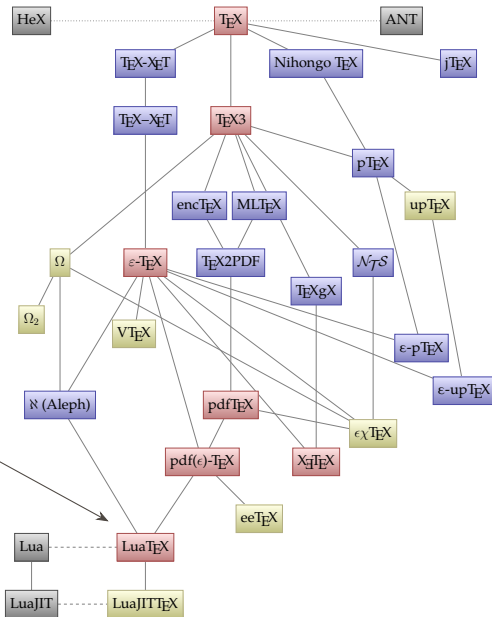 HeX
TEX
ANT
TEX-XET
Nihongo TEX
jTEX
TEX--XET
TEX3
pTEX
encTEX
MLTEX
upTEX
Ω
ε-TEX
TEX2PDF
NTS
TEXgX
Ω2
VTEX
ε-pTEX
ε-upTEX
ℵ (Aleph)
pdfTEX
ϵχTEX
pdf(ϵ)-TEX
XƎTEX
eeTEX
Lua
LuaTEX
LuaJIT
LuaJITTEX